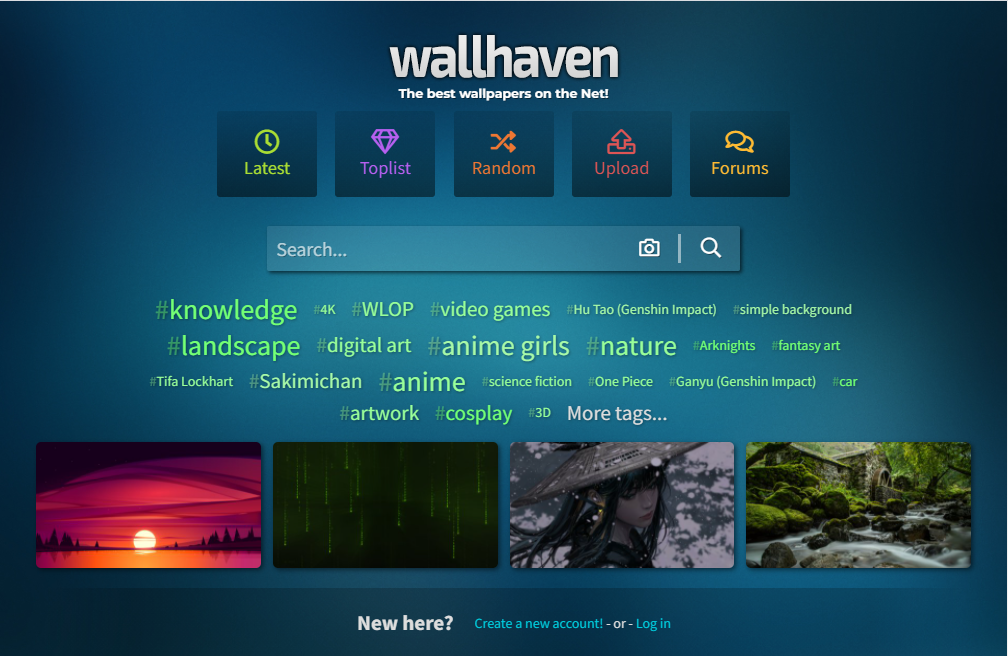 wallhaven
The best wallpapers on the Net!
Latest
Toplist
Random
Upload
Forums
Search...
#knowledge #4K #WLOP #video games #Hu Tao (Genshin Impact) #simple background
#landscape #digital art #anime girls #nature #Arknights #fantasy art
#Tifa Lockhart #Sakimichan #anime #science fiction #One Piece #Ganyu (Genshin Impact) #car
#artwork #cosplay #3D More tags...
New here? Create a new account! - or - Log in